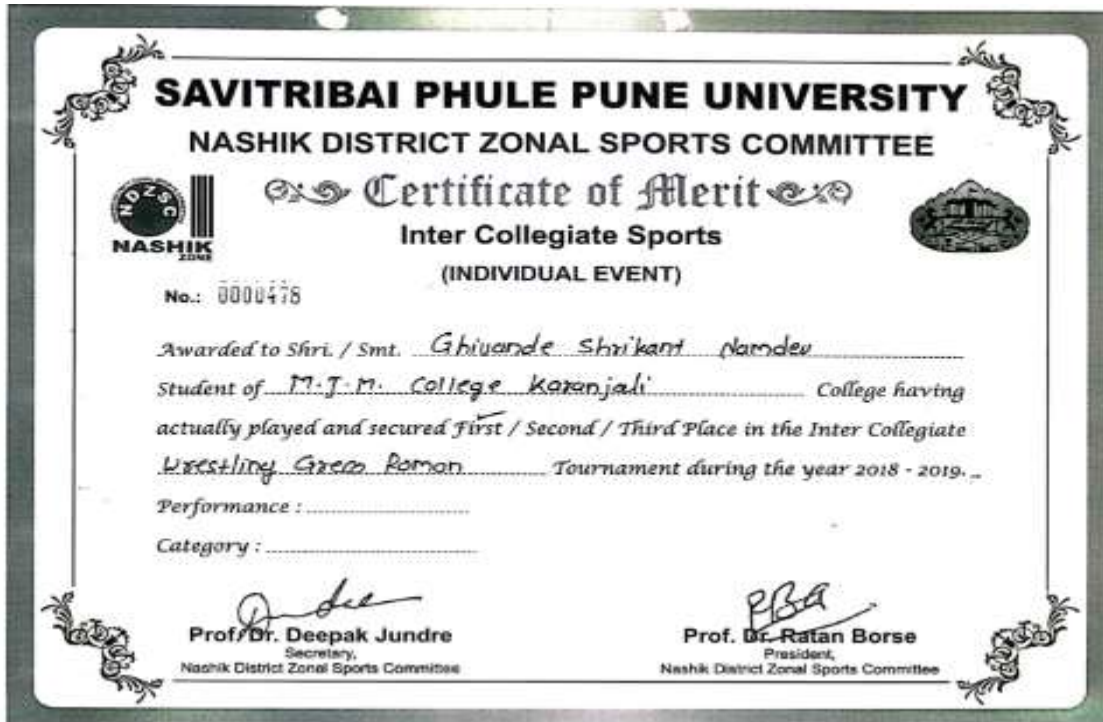 SAVITRIBAI PHULE PUNE UNIVERSITY
NASHIK DISTRICT ZONAL SPORTS COMMITTEE
Certificate of Merit
NDZSC
NASHIK
ZONE
Inter Collegiate Sports
(INDIVIDUAL EVENT)
No.: 0000478
Awarded to Shri. / Smt. Ghivande Shrikant Namdev
Student of M.J.M. College Karanjali College having
actually played and secured First / Second / Third Place in the Inter Collegiate
Wrestling Greco Roman Tournament during the year 2018 - 2019.
Performance :
Category :
Prof. Dr. Deepak Jundre
Secretary,
Nashik District Zonal Sports Committee
Prof. Dr. Ratan Borse
President,
Nashik District Zonal Sports Committee